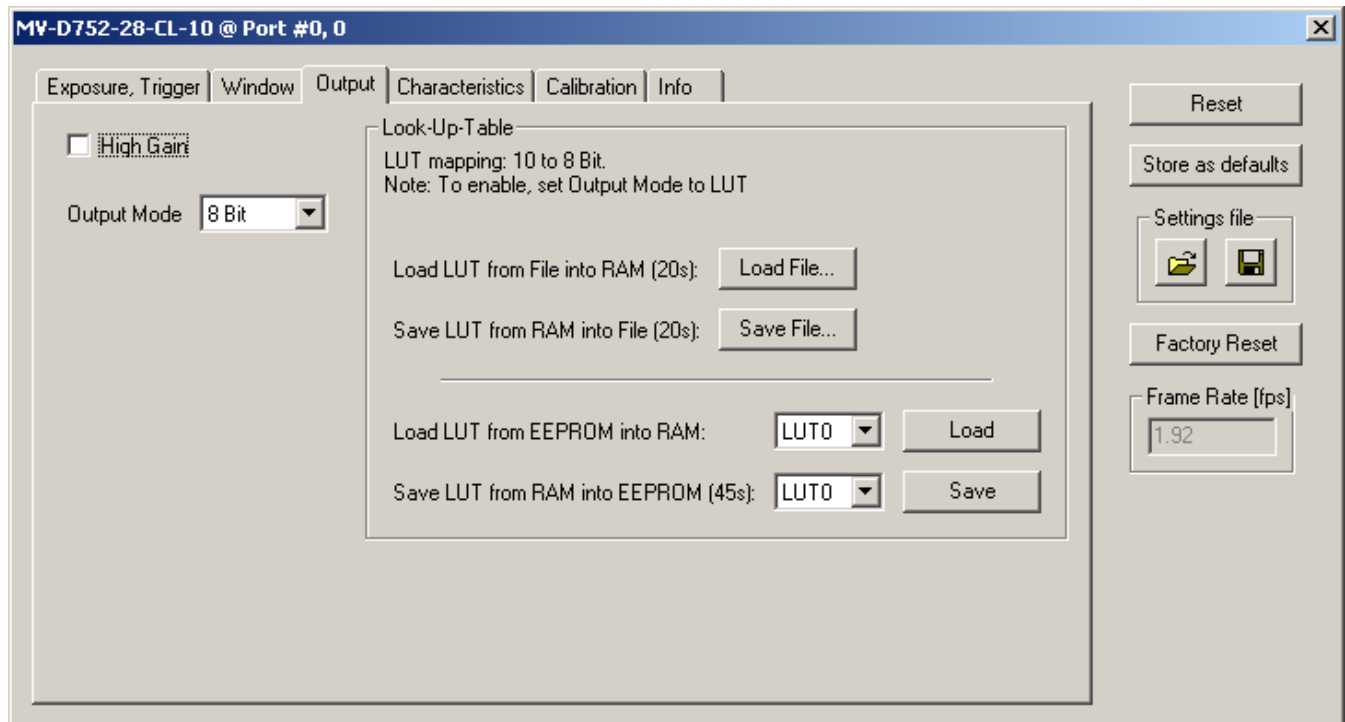 MV-D752-28-CL-10 @ Port #0, 0
Exposure, Trigger Window Output Characteristics Calibration Info
High Gain
Output Mode 8 Bit
Look-Up-Table
LUT mapping: 10 to 8 Bit.
Note: To enable, set Output Mode to LUT
Load LUT from File into RAM (20s): Load File...
Save LUT from RAM into File (20s): Save File...
Load LUT from EEPROM into RAM: LUT0 Load
Save LUT from RAM into EEPROM (45s): LUT0 Save
Reset
Store as defaults
Settings file
Factory Reset
Frame Rate [fps]
1.92